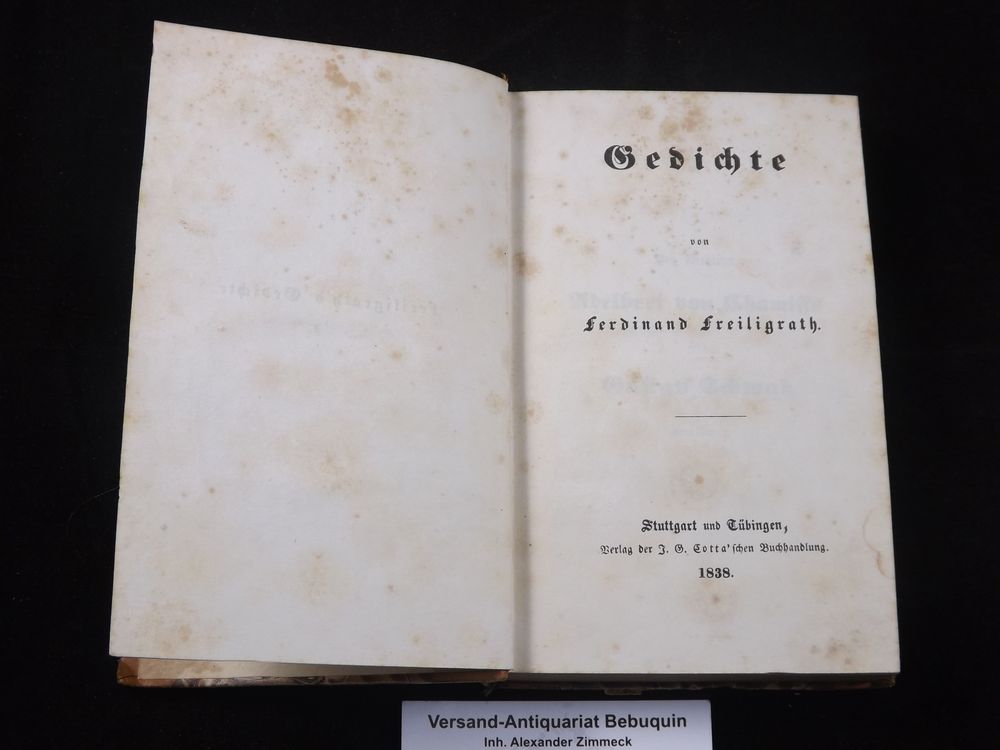 Gedichte
von
Ferdinand Freiligrath.
Stuttgart und Tübingen,
Verlag der J. G. Cotta'schen Buchhandlung.
1838.
Versand-Antiquariat Bebuquin
Inh. Alexander Zimmeck